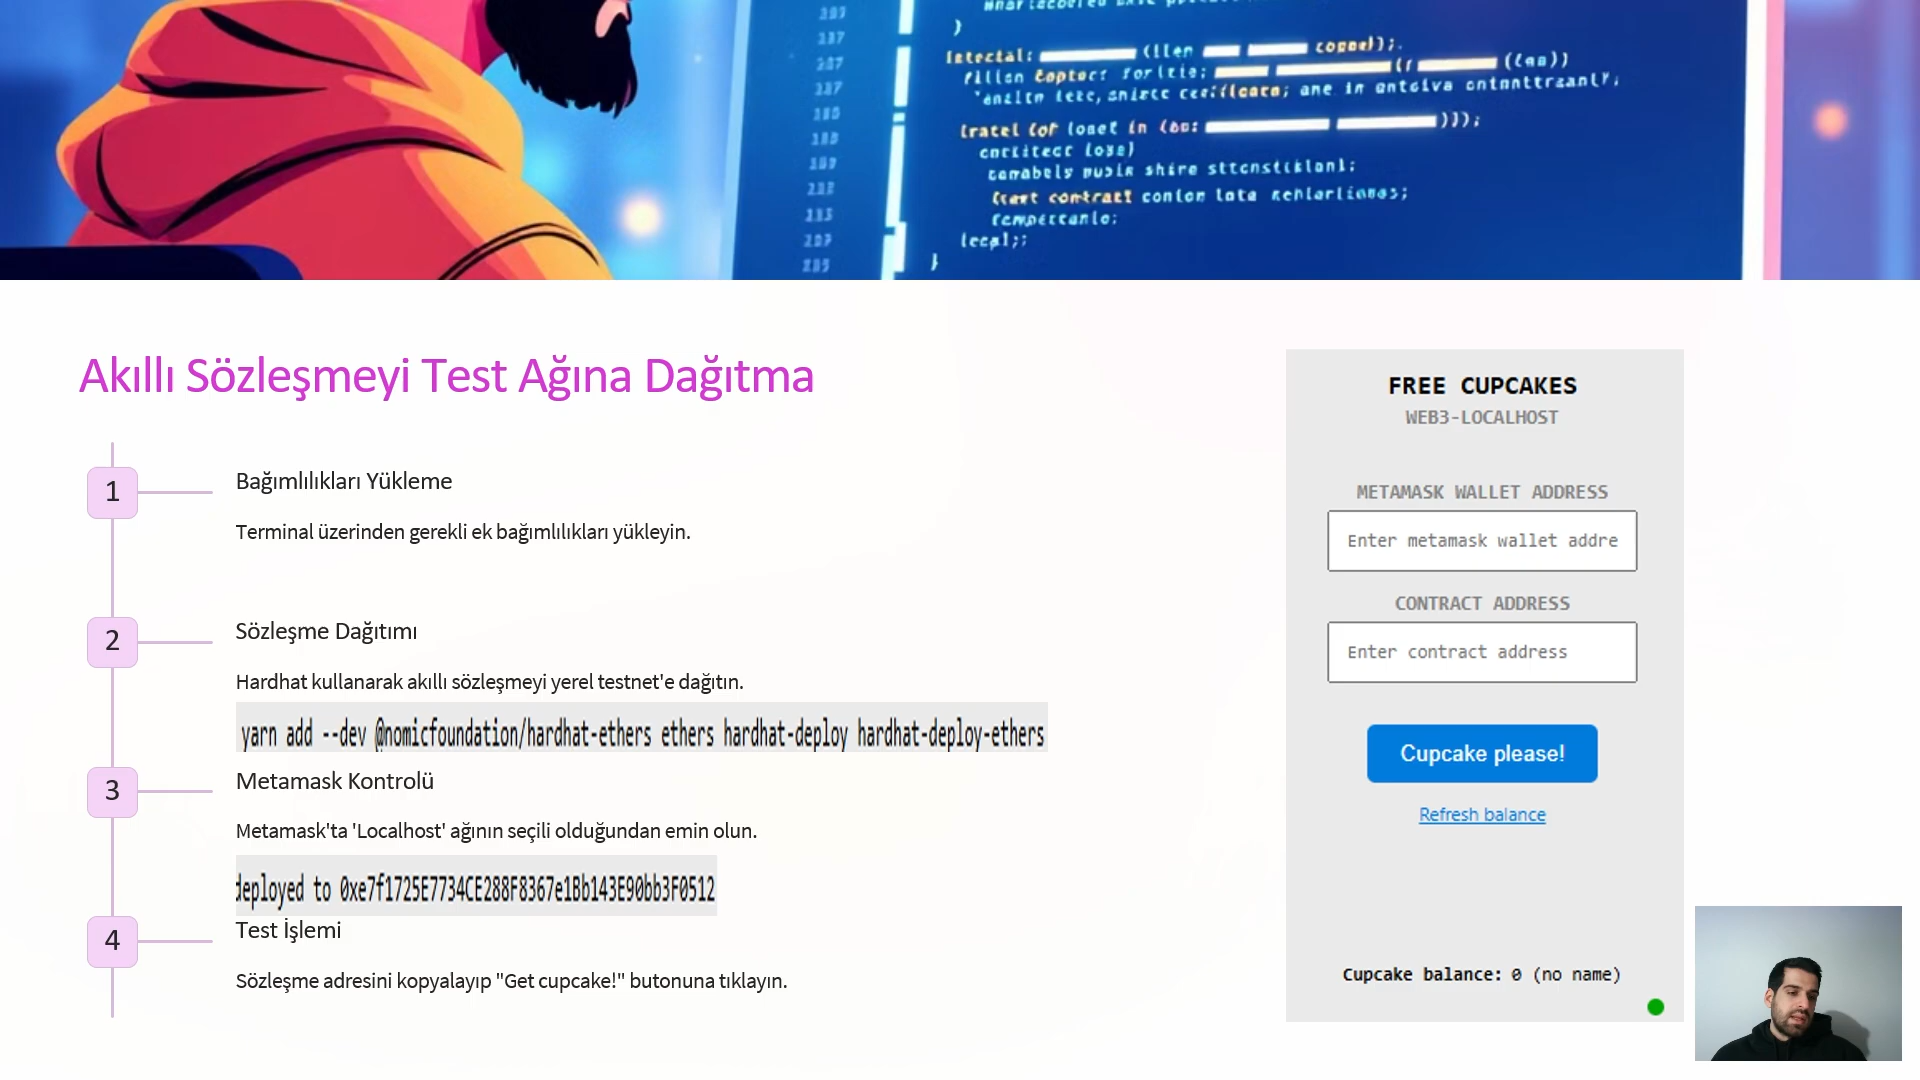 Akıllı Sözleşmeyi Test Ağına Dağıtma
1
Bağımlılıkları Yükleme
Terminal üzerinden gerekli ek bağımlılıkları yükleyin.
2
Sözleşme Dağıtımı
Hardhat kullanarak akıllı sözleşmeyi yerel testnet'e dağıtın.
yarn add --dev @nomicfoundation/hardhat-ethers ethers hardhat-deploy hardhat-deploy-ethers
3
Metamask Kontrolü
Metamask'ta 'Localhost' ağının seçili olduğundan emin olun.
deployed to 0xe7f1725E7734CE288F8367e1Bb143E90bb3F0512
4
Test İşlemi
Sözleşme adresini kopyalayıp "Get cupcake!" butonuna tıklayın.
FREE CUPCAKES
WEB3-LOCALHOST
METAMASK WALLET ADDRESS
Enter metamask wallet addre
CONTRACT ADDRESS
Enter contract address
Cupcake please!
Refresh balance
Cupcake balance: 0 (no name)